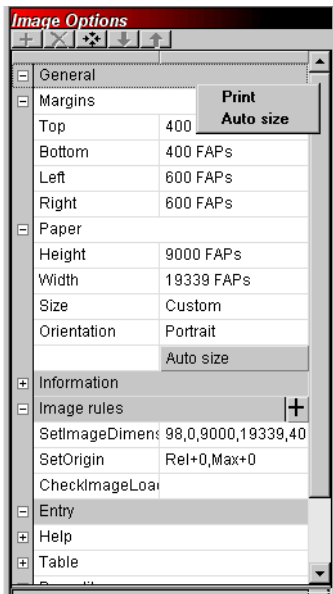 Image Options
General
Margins
Print
Auto size
Top 400
Bottom 400 FAPs
Left 600 FAPs
Right 600 FAPs
Paper
Height 9000 FAPs
Width 19339 FAPs
Size Custom
Orientation Portrait
Auto size
Information
Image rules
SetImageDimens 98,0,9000,19339,40
SetOrigin Rel+0,Max+0
CheckImageLoa
Entry
Help
Table